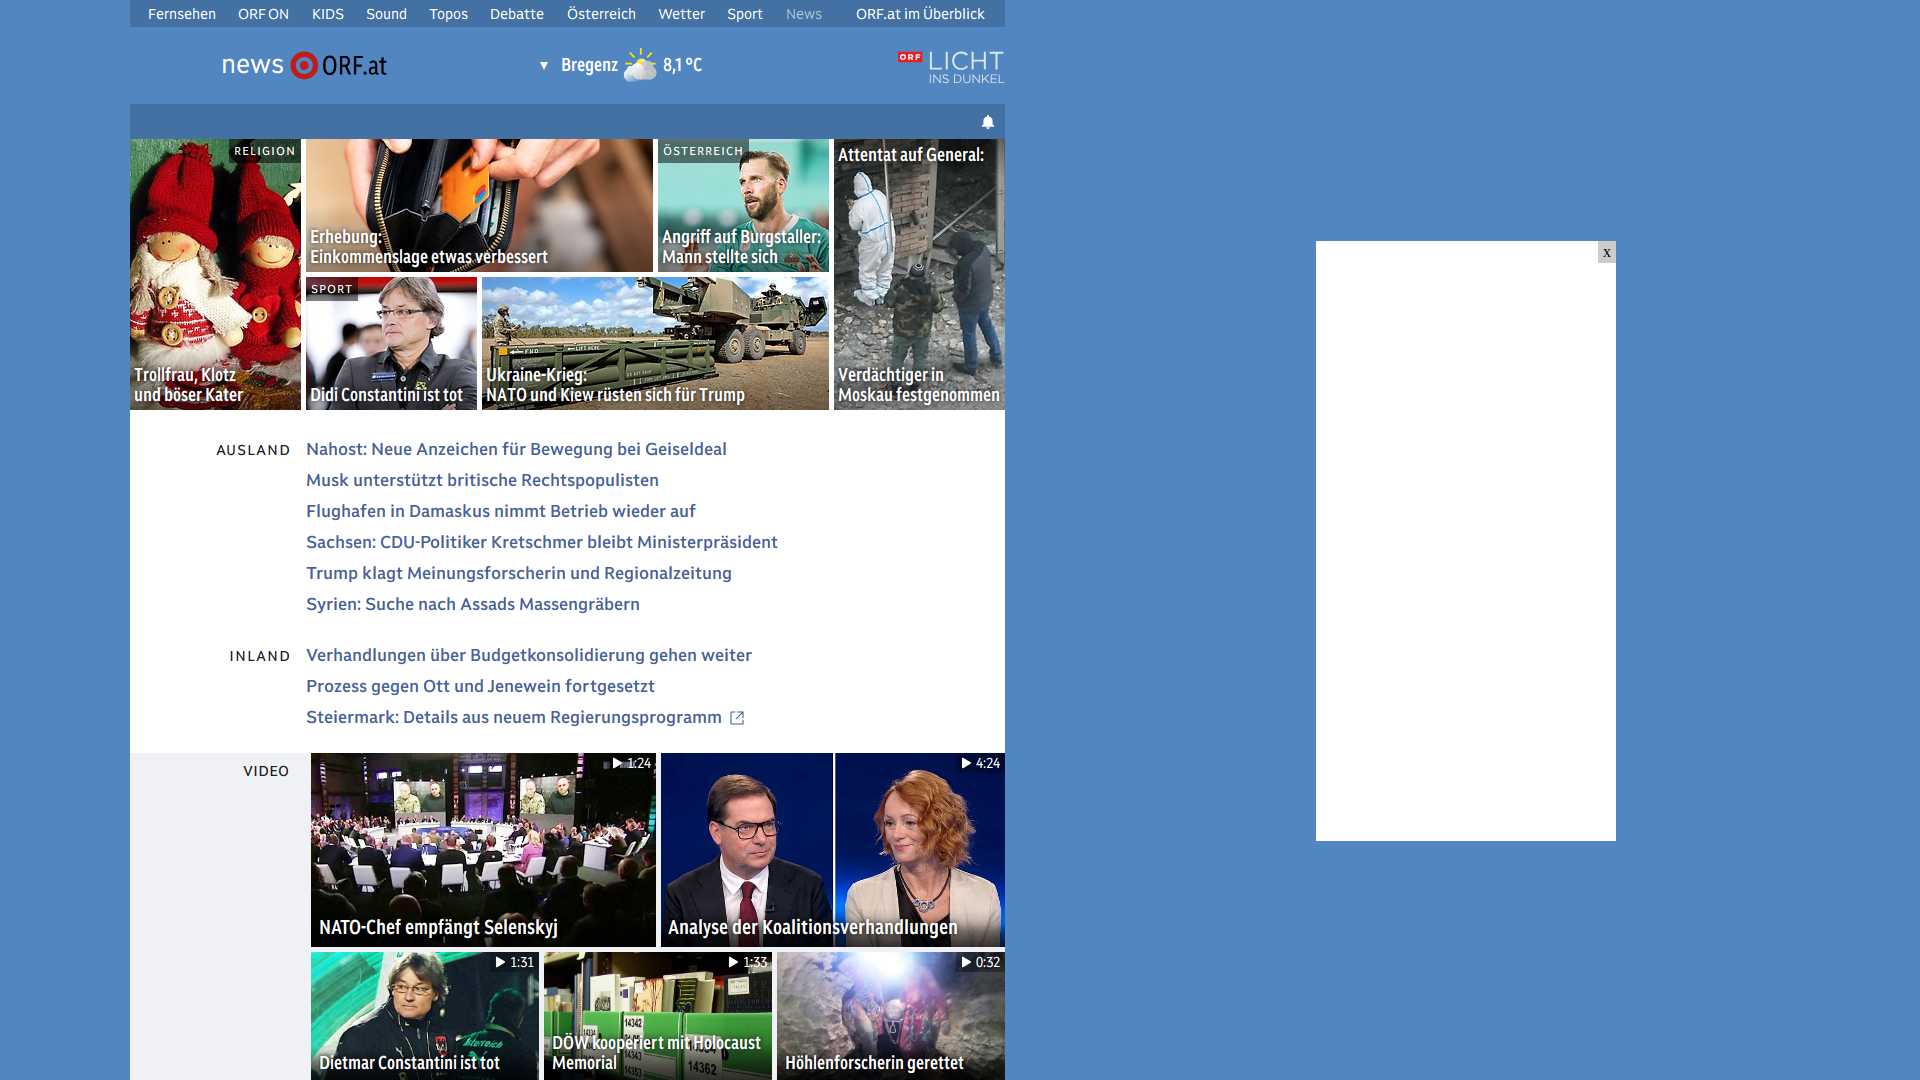 Fernsehen ORF ON KIDS Sound Topos Debatte Österreich Wetter Sport News ORF.at im Überblick
news ORF.at
▼ Bregenz 8,1 °C
ORF LICHT
INS DUNKEL
RELIGION
Trollfrau, Klotz
und böser Kater
Erhebung:
Einkommenslage etwas verbessert
ÖSTERREICH
Angriff auf Burgstaller:
Mann stellte sich
Attentat auf General:
Verdächtiger in
Moskau festgenommen
SPORT
Didi Constantini ist tot
Ukraine-Krieg:
NATO und Kiew rüsten sich für Trump
x
AUSLAND
Nahost: Neue Anzeichen für Bewegung bei Geiseldeal
Musk unterstützt britische Rechtspopulisten
Flughafen in Damaskus nimmt Betrieb wieder auf
Sachsen: CDU-Politiker Kretschmer bleibt Ministerpräsident
Trump klagt Meinungsforscherin und Regionalzeitung
Syrien: Suche nach Assads Massengräbern
INLAND
Verhandlungen über Budgetkonsolidierung gehen weiter
Prozess gegen Ott und Jenewein fortgesetzt
Steiermark: Details aus neuem Regierungsprogramm
VIDEO
1:24
NATO-Chef empfängt Selenskyj
4:24
Analyse der Koalitionsverhandlungen
1:31
Dietmar Constantini ist tot
1:33
14342
14362
DÖW kooperiert mit Holocaust
Memorial
0:32
Höhlenforscherin gerettet